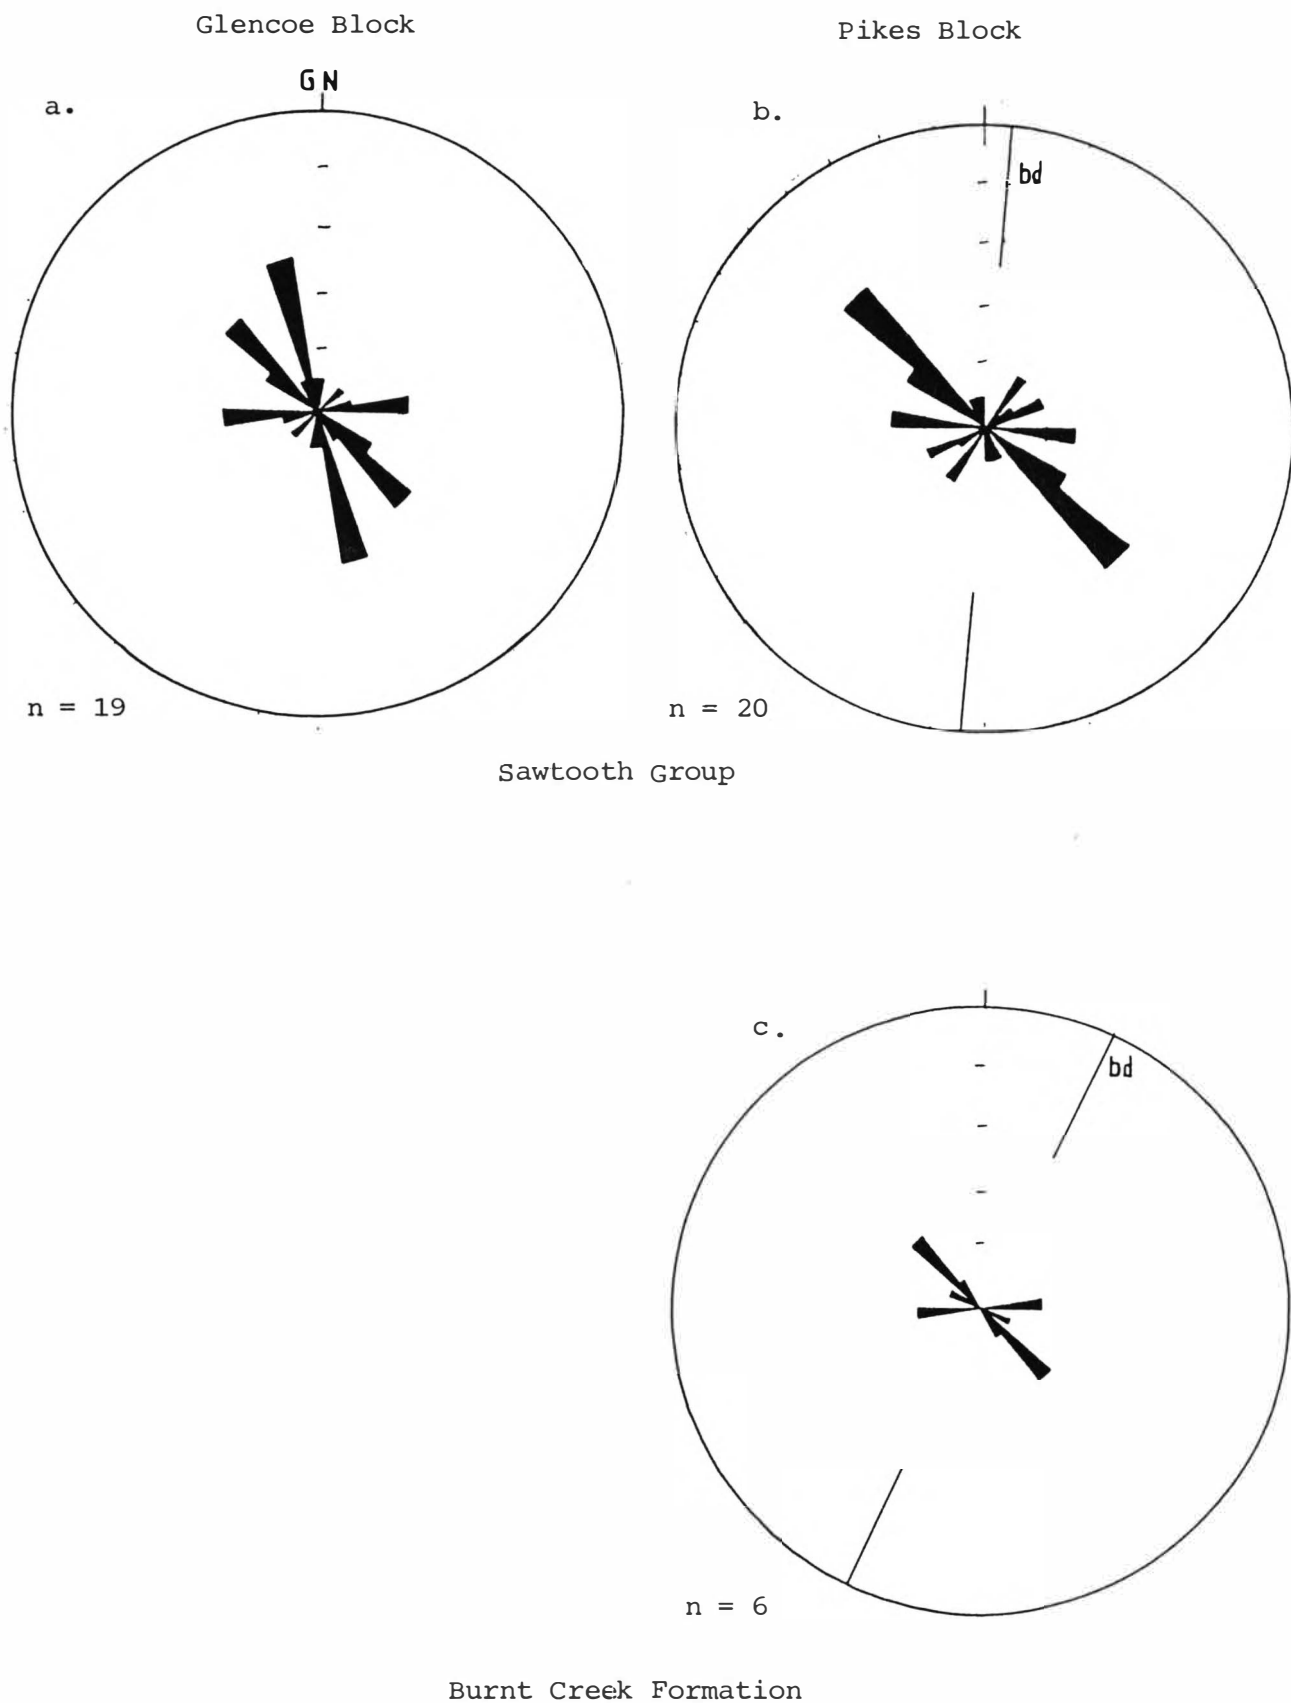 Glencoe Block
Pikes Block
GN
a.
b.
bd
n = 19
n = 20
Sawtooth Group
c.
bd
n = 6
Burnt Creek Formation